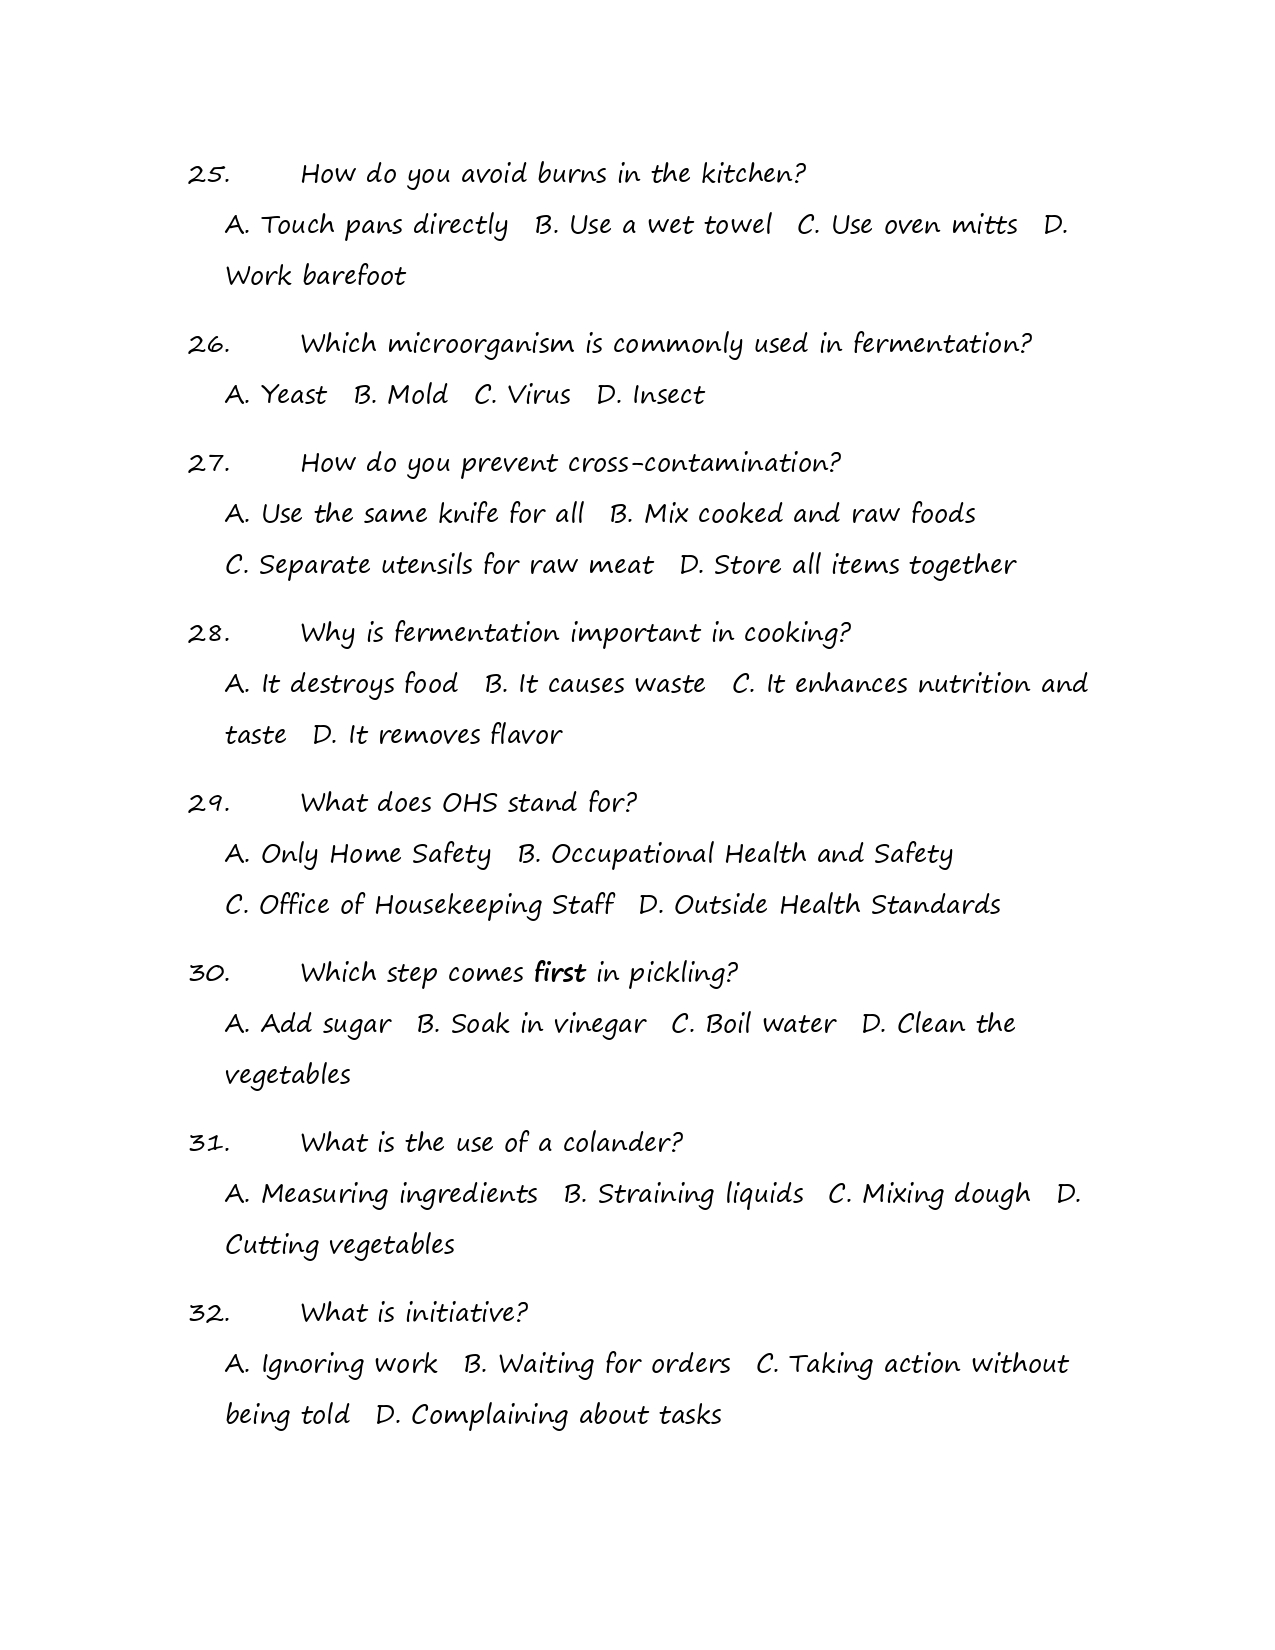 25. How do you avoid burns in the kitchen?
A. Touch pans directly B. Use a wet towel C. Use oven mitts D.
Work barefoot
26. Which microorganism is commonly used in fermentation?
A. Yeast B. Mold C. Virus D. Insect
27. How do you prevent cross-contamination?
A. Use the same knife for all B. Mix cooked and raw foods
C. Separate utensils for raw meat D. Store all items together
28. Why is fermentation important in cooking?
A. It destroys food B. It causes waste C. It enhances nutrition and
taste D. It removes flavor
29. What does OHS stand for?
A. Only Home Safety B. Occupational Health and Safety
C. Office of Housekeeping Staff D. Outside Health Standards
30. Which step comes first in pickling?
A. Add sugar B. Soak in vinegar C. Boil water D. Clean the
vegetables
31. What is the use of a colander?
A. Measuring ingredients B. Straining liquids C. Mixing dough D.
Cutting vegetables
32. What is initiative?
A. Ignoring work B. Waiting for orders C. Taking action without
being told D. Complaining about tasks